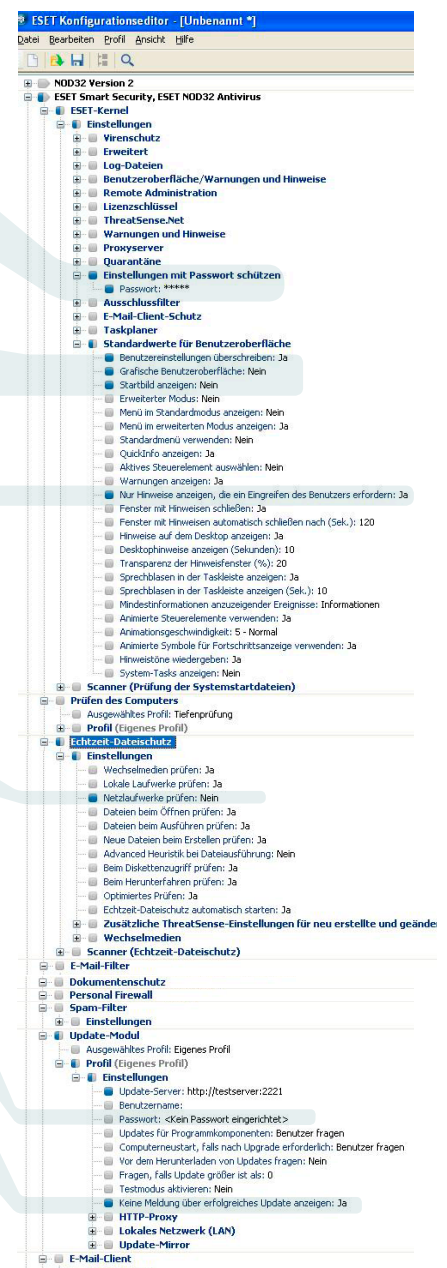 ESET Konfigurationseditor - [Unbenannt *]
Datei Bearbeiten Profil Ansicht Hilfe
NOD32 Version 2
ESET Smart Security, ESET NOD32 Antivirus
ESET-Kernel
Einstellungen
Virenschutz
Erweitert
Log-Dateien
Benutzeroberfläche/Warnungen und Hinweise
Remote Administration
Lizenzschlüssel
ThreatSense.Net
Warnungen und Hinweise
Proxyserver
Quarantäne
Einstellungen mit Passwort schützen
Passwort: *****
Ausschlussfilter
E-Mail-Client-Schutz
Taskplaner
Standardwerte für Benutzeroberfläche
Benutzereinstellungen überschreiben: Ja
Grafische Benutzeroberfläche: Nein
Startbild anzeigen: Nein
Erweiterter Modus: Nein
Menü im Standardmodus anzeigen: Nein
Menü im erweiterten Modus anzeigen: Ja
Standardmenü verwenden: Nein
QuickInfo anzeigen: Ja
Aktives Steuerelement auswählen: Nein
Warnungen anzeigen: Ja
Nur Hinweise anzeigen, die ein Eingreifen des Benutzers erfordern: Ja
Fenster mit Hinweisen schließen: Ja
Fenster mit Hinweisen automatisch schließen nach (Sek.): 120
Hinweise auf dem Desktop anzeigen: Ja
Desktophinweise anzeigen (Sekunden): 10
Transparenz der Hinweisfenster (%): 20
Sprechblasen in der Taskleiste anzeigen: Ja
Sprechblasen in der Taskleiste anzeigen (Sek.): 10
Mindestinformationen anzuzeigender Ereignisse: Informationen
Animierte Steuerelemente verwenden: Ja
Animationsgeschwindigkeit: 5 - Normal
Animierte Symbole für Fortschrittsanzeige verwenden: Ja
Hinweistöne wiedergeben: Ja
System-Tasks anzeigen: Nein
Scanner (Prüfung der Systemstartdateien)
Prüfen des Computers
Ausgewähltes Profil: Tiefenprüfung
Profil (Eigenes Profil)
Echtzeit-Dateischutz
Einstellungen
Wechselmedien prüfen: Ja
Lokale Laufwerke prüfen: Ja
Netzlaufwerke prüfen: Nein
Dateien beim Öffnen prüfen: Ja
Dateien beim Ausführen prüfen: Ja
Neue Dateien beim Erstellen prüfen: Ja
Advanced Heuristik bei Dateiausführung: Nein
Beim Diskettenzugriff prüfen: Ja
Beim Herunterfahren prüfen: Ja
Optimiertes Prüfen: Ja
Echtzeit-Dateischutz automatisch starten: Ja
Zusätzliche ThreatSense-Einstellungen für neu erstellte und geänder
Wechselmedien
Scanner (Echtzeit-Dateischutz)
E-Mail-Filter
Dokumentenschutz
Personal Firewall
Spam-Filter
Einstellungen
Update-Modul
Ausgewähltes Profil: Eigenes Profil
Profil (Eigenes Profil)
Einstellungen
Update-Server: http://testserver:2221
Benutzername:
Passwort: <Kein Passwort eingerichtet>
Updates für Programmkomponenten: Benutzer fragen
Computerneustart, falls nach Upgrade erforderlich: Benutzer fragen
Vor dem Herunterladen von Updates fragen: Nein
Fragen, falls Update größer ist als: 0
Testmodus aktivieren: Nein
Keine Meldung über erfolgreiches Update anzeigen: Ja
HTTP-Proxy
Lokales Netzwerk (LAN)
Update-Mirror
E-Mail-Client